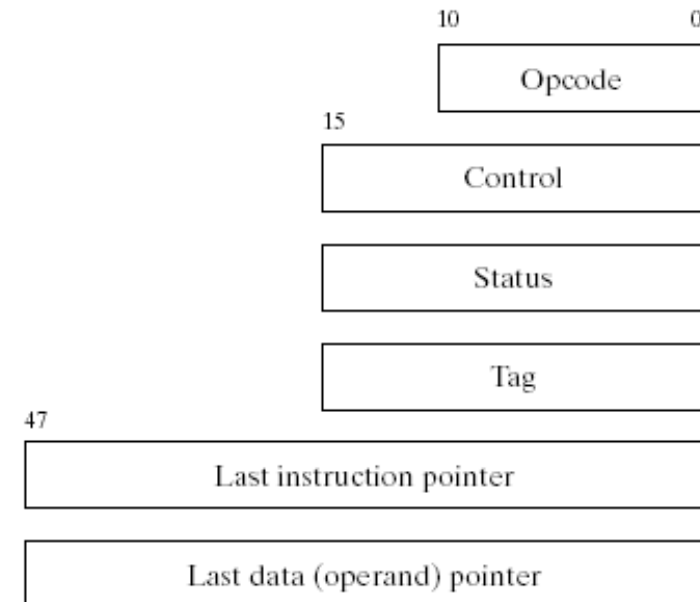 10 0
Opcode
15
Control
Status
Tag
47
Last instruction pointer
Last data (operand) pointer